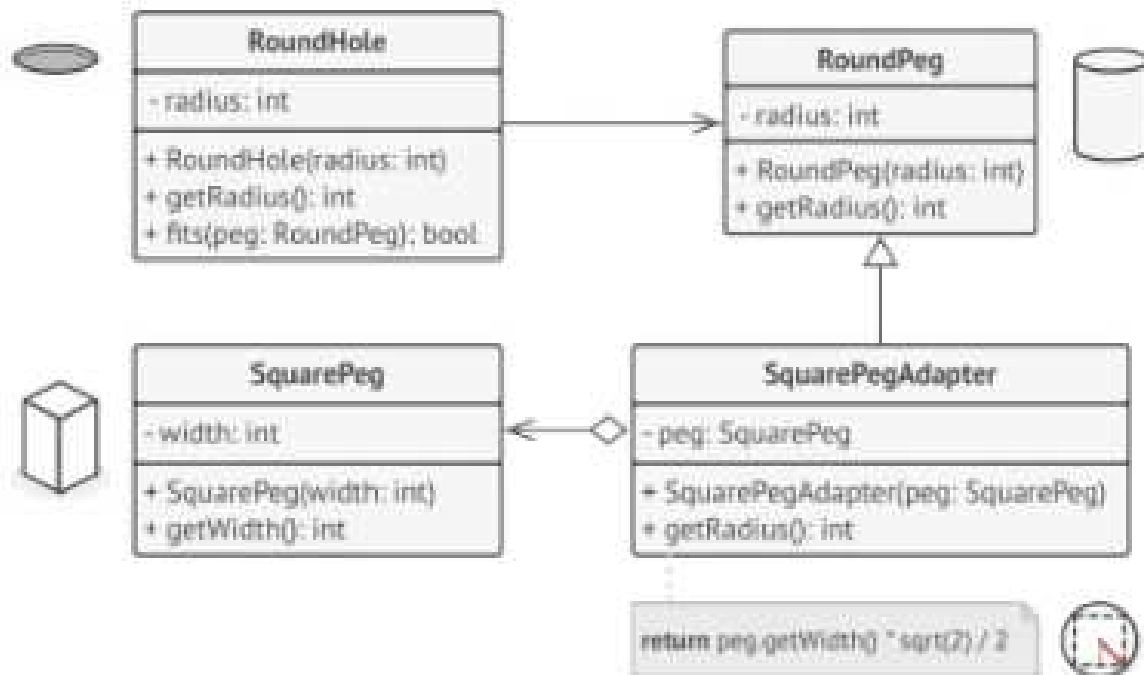 RoundHole
- radius: int
+ RoundHole(radius: int)
+ getRadius(): int
+ fits(peg: RoundPeg): bool
RoundPeg
- radius: int
+ RoundPeg(radius: int)
+ getRadius(): int
SquarePeg
- width: int
+ SquarePeg(width: int)
+ getWidth(): int
SquarePegAdapter
- peg: SquarePeg
+ SquarePegAdapter(peg: SquarePeg)
+ getRadius(): int
return peg.getWidth() * sqrt(2) / 2